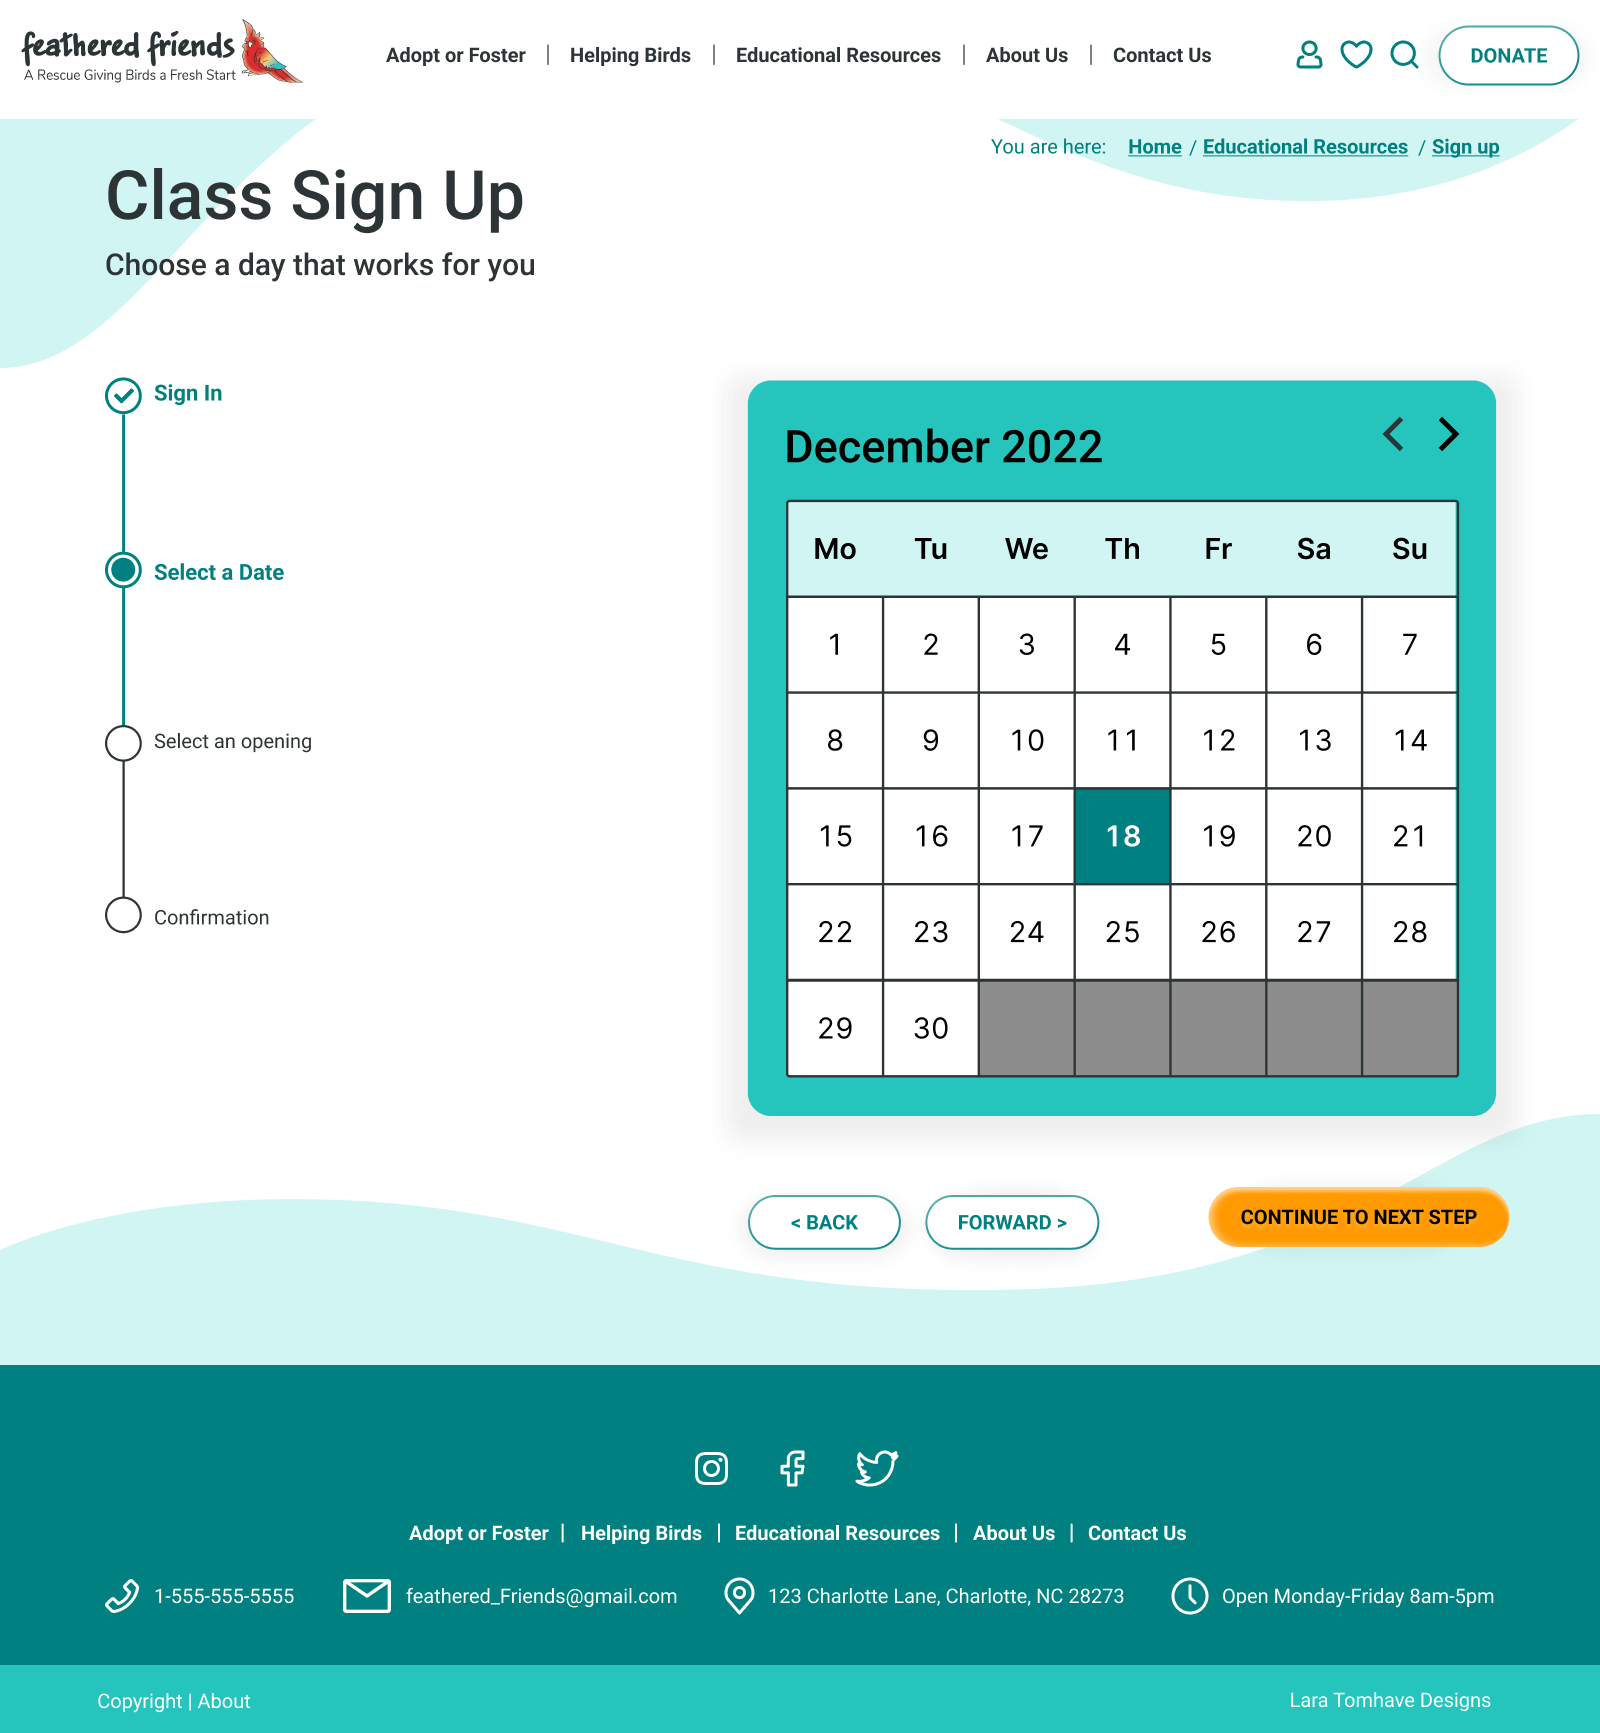 feathered friends
A Rescue Giving Birds a Fresh Start
Adopt or Foster | Helping Birds | Educational Resources | About Us | Contact Us
DONATE
You are here: Home / Educational Resources / Sign up
Class Sign Up
Choose a day that works for you
Sign In
Select a Date
Select an opening
Confirmation
December 2022
Mo Tu We Th Fr Sa Su
1 2 3 4 5 6 7
8 9 10 11 12 13 14
15 16 17 18 19 20 21
22 23 24 25 26 27 28
29 30
< BACK
FORWARD >
CONTINUE TO NEXT STEP
Adopt or Foster | Helping Birds | Educational Resources | About Us | Contact Us
1-555-555-5555
feathered_Friends@gmail.com
123 Charlotte Lane, Charlotte, NC 28273
Open Monday-Friday 8am-5pm
Copyright | About
Lara Tomhave Designs